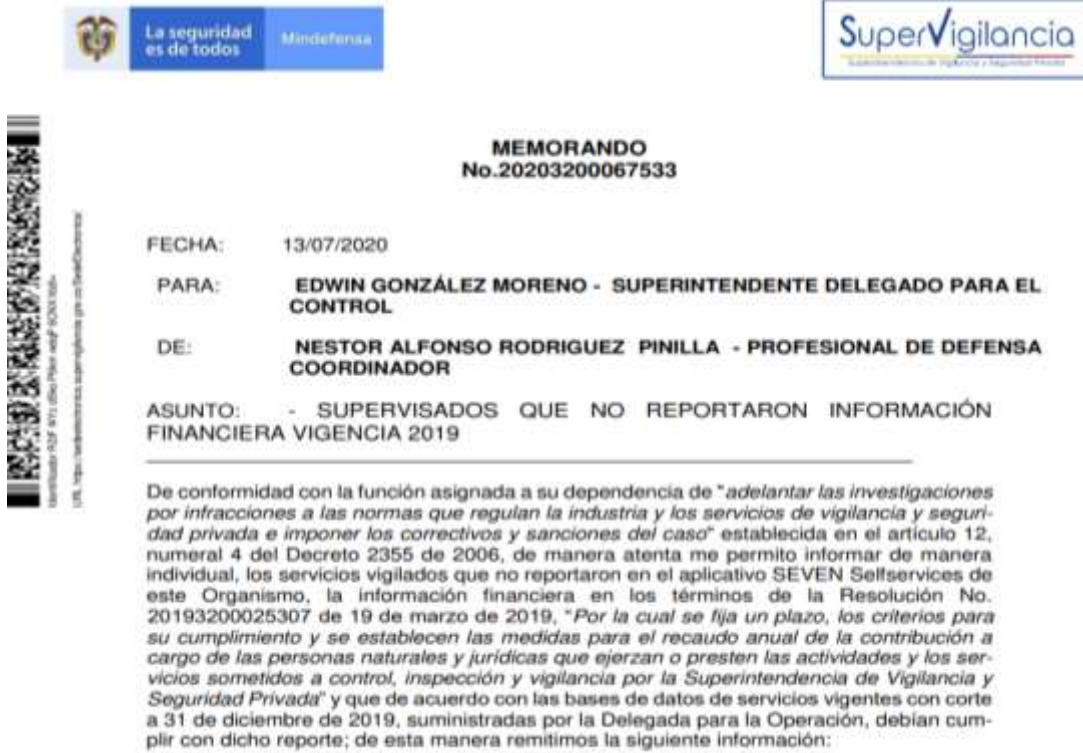 La seguridad
es de todos
Mindefensa
SuperVigilancia
Superintendencia de Vigilancia y Seguridad Privada
MEMORANDO
No.20203200067533
FECHA: 13/07/2020
PARA: EDWIN GONZÁLEZ MORENO - SUPERINTENDENTE DELEGADO PARA EL
CONTROL
DE: NESTOR ALFONSO RODRIGUEZ PINILLA - PROFESIONAL DE DEFENSA
COORDINADOR
ASUNTO: - SUPERVISADOS QUE NO REPORTARON INFORMACIÓN
FINANCIERA VIGENCIA 2019
De conformidad con la función asignada a su dependencia de "adelantar las investigaciones
por infracciones a las normas que regulan la industria y los servicios de vigilancia y seguri-
dad privada e imponer los correctivos y sanciones del caso" establecida en el artículo 12,
numeral 4 del Decreto 2355 de 2006, de manera atenta me permito informar de manera
individual, los servicios vigilados que no reportaron en el aplicativo SEVEN Selfservices de
este Organismo, la información financiera en los términos de la Resolución No.
20193200025307 de 19 de marzo de 2019, "Por la cual se fija un plazo, los criterios para
su cumplimiento y se establecen las medidas para el recaudo anual de la contribución a
cargo de las personas naturales y jurídicas que ejerzan o presten las actividades y los ser-
vicios sometidos a control, inspección y vigilancia por la Superintendencia de Vigilancia y
Seguridad Privada" y que de acuerdo con las bases de datos de servicios vigentes con corte
a 31 de diciembre de 2019, suministradas por la Delegada para la Operación, debían cum-
plir con dicho reporte; de esta manera remitimos la siguiente información: